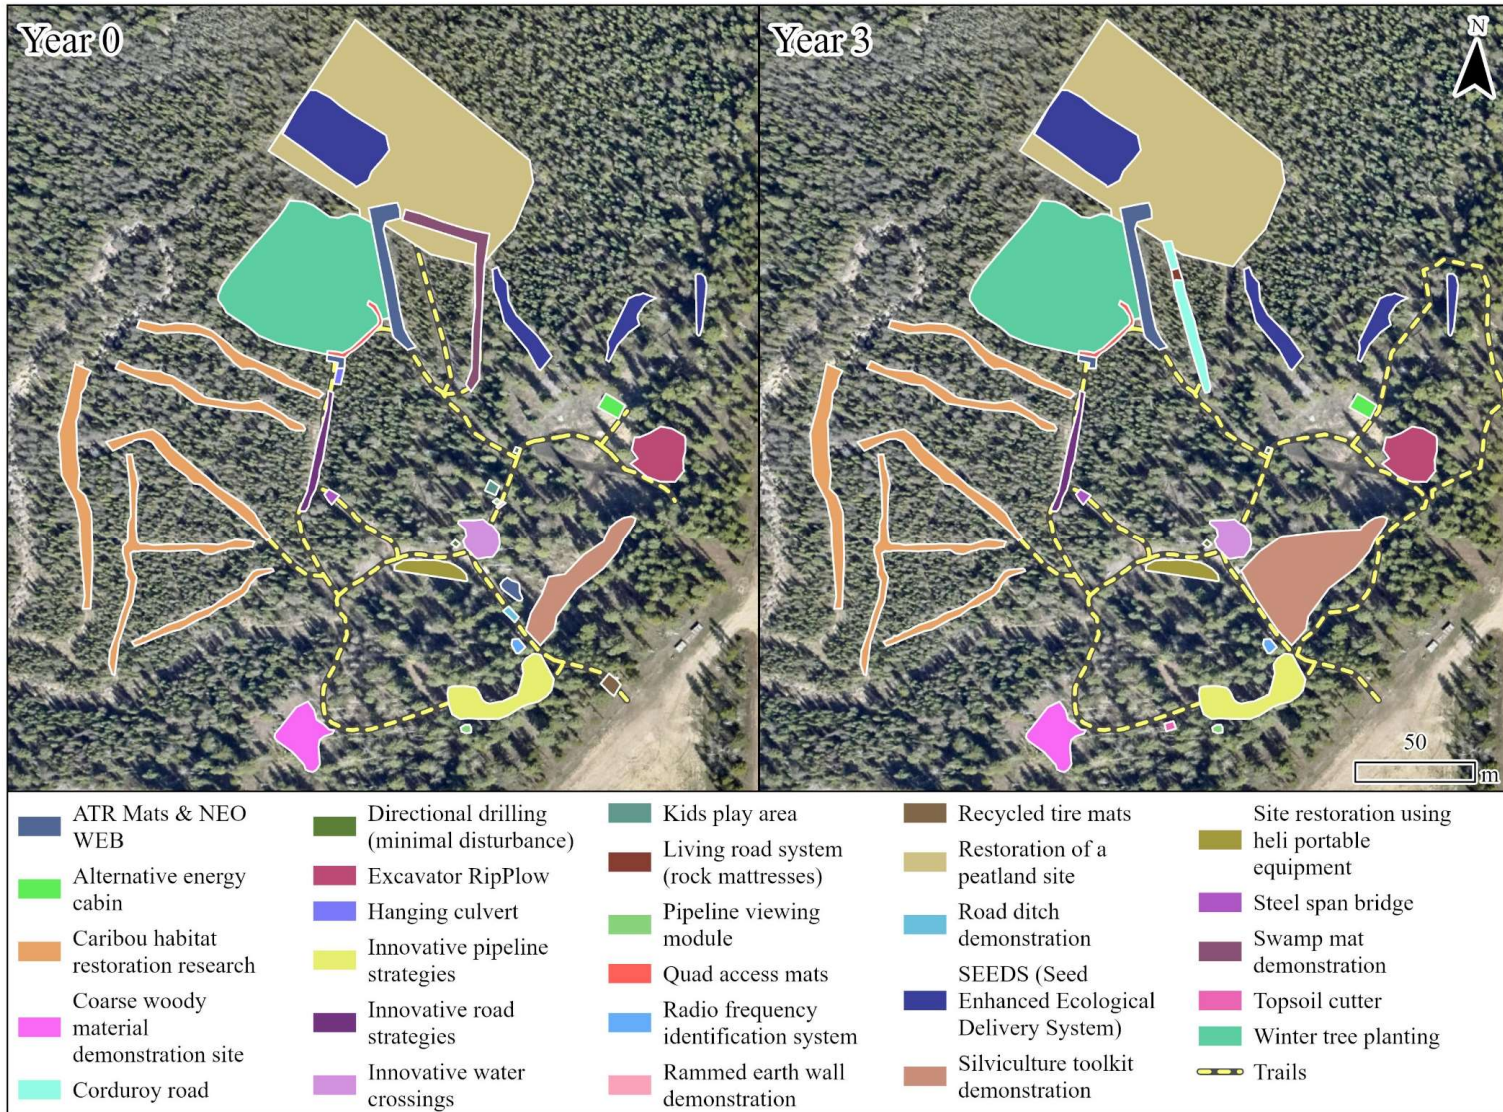 Year 0
Year 3
N
50
m
ATR Mats & NEO
WEB
Alternative energy
cabin
Caribou habitat
restoration research
Coarse woody
material
demonstration site
Corduroy road
Directional drilling
(minimal disturbance)
Excavator RipPlow
Hanging culvert
Innovative pipeline
strategies
Innovative road
strategies
Innovative water
crossings
Kids play area
Living road system
(rock mattresses)
Pipeline viewing
module
Quad access mats
Radio frequency
identification system
Rammed earth wall
demonstration
Recycled tire mats
Restoration of a
peatland site
Road ditch
demonstration
SEEDS (Seed
Enhanced Ecological
Delivery System)
Silviculture toolkit
demonstration
Site restoration using
heli portable
equipment
Steel span bridge
Swamp mat
demonstration
Topsoil cutter
Winter tree planting
Trails